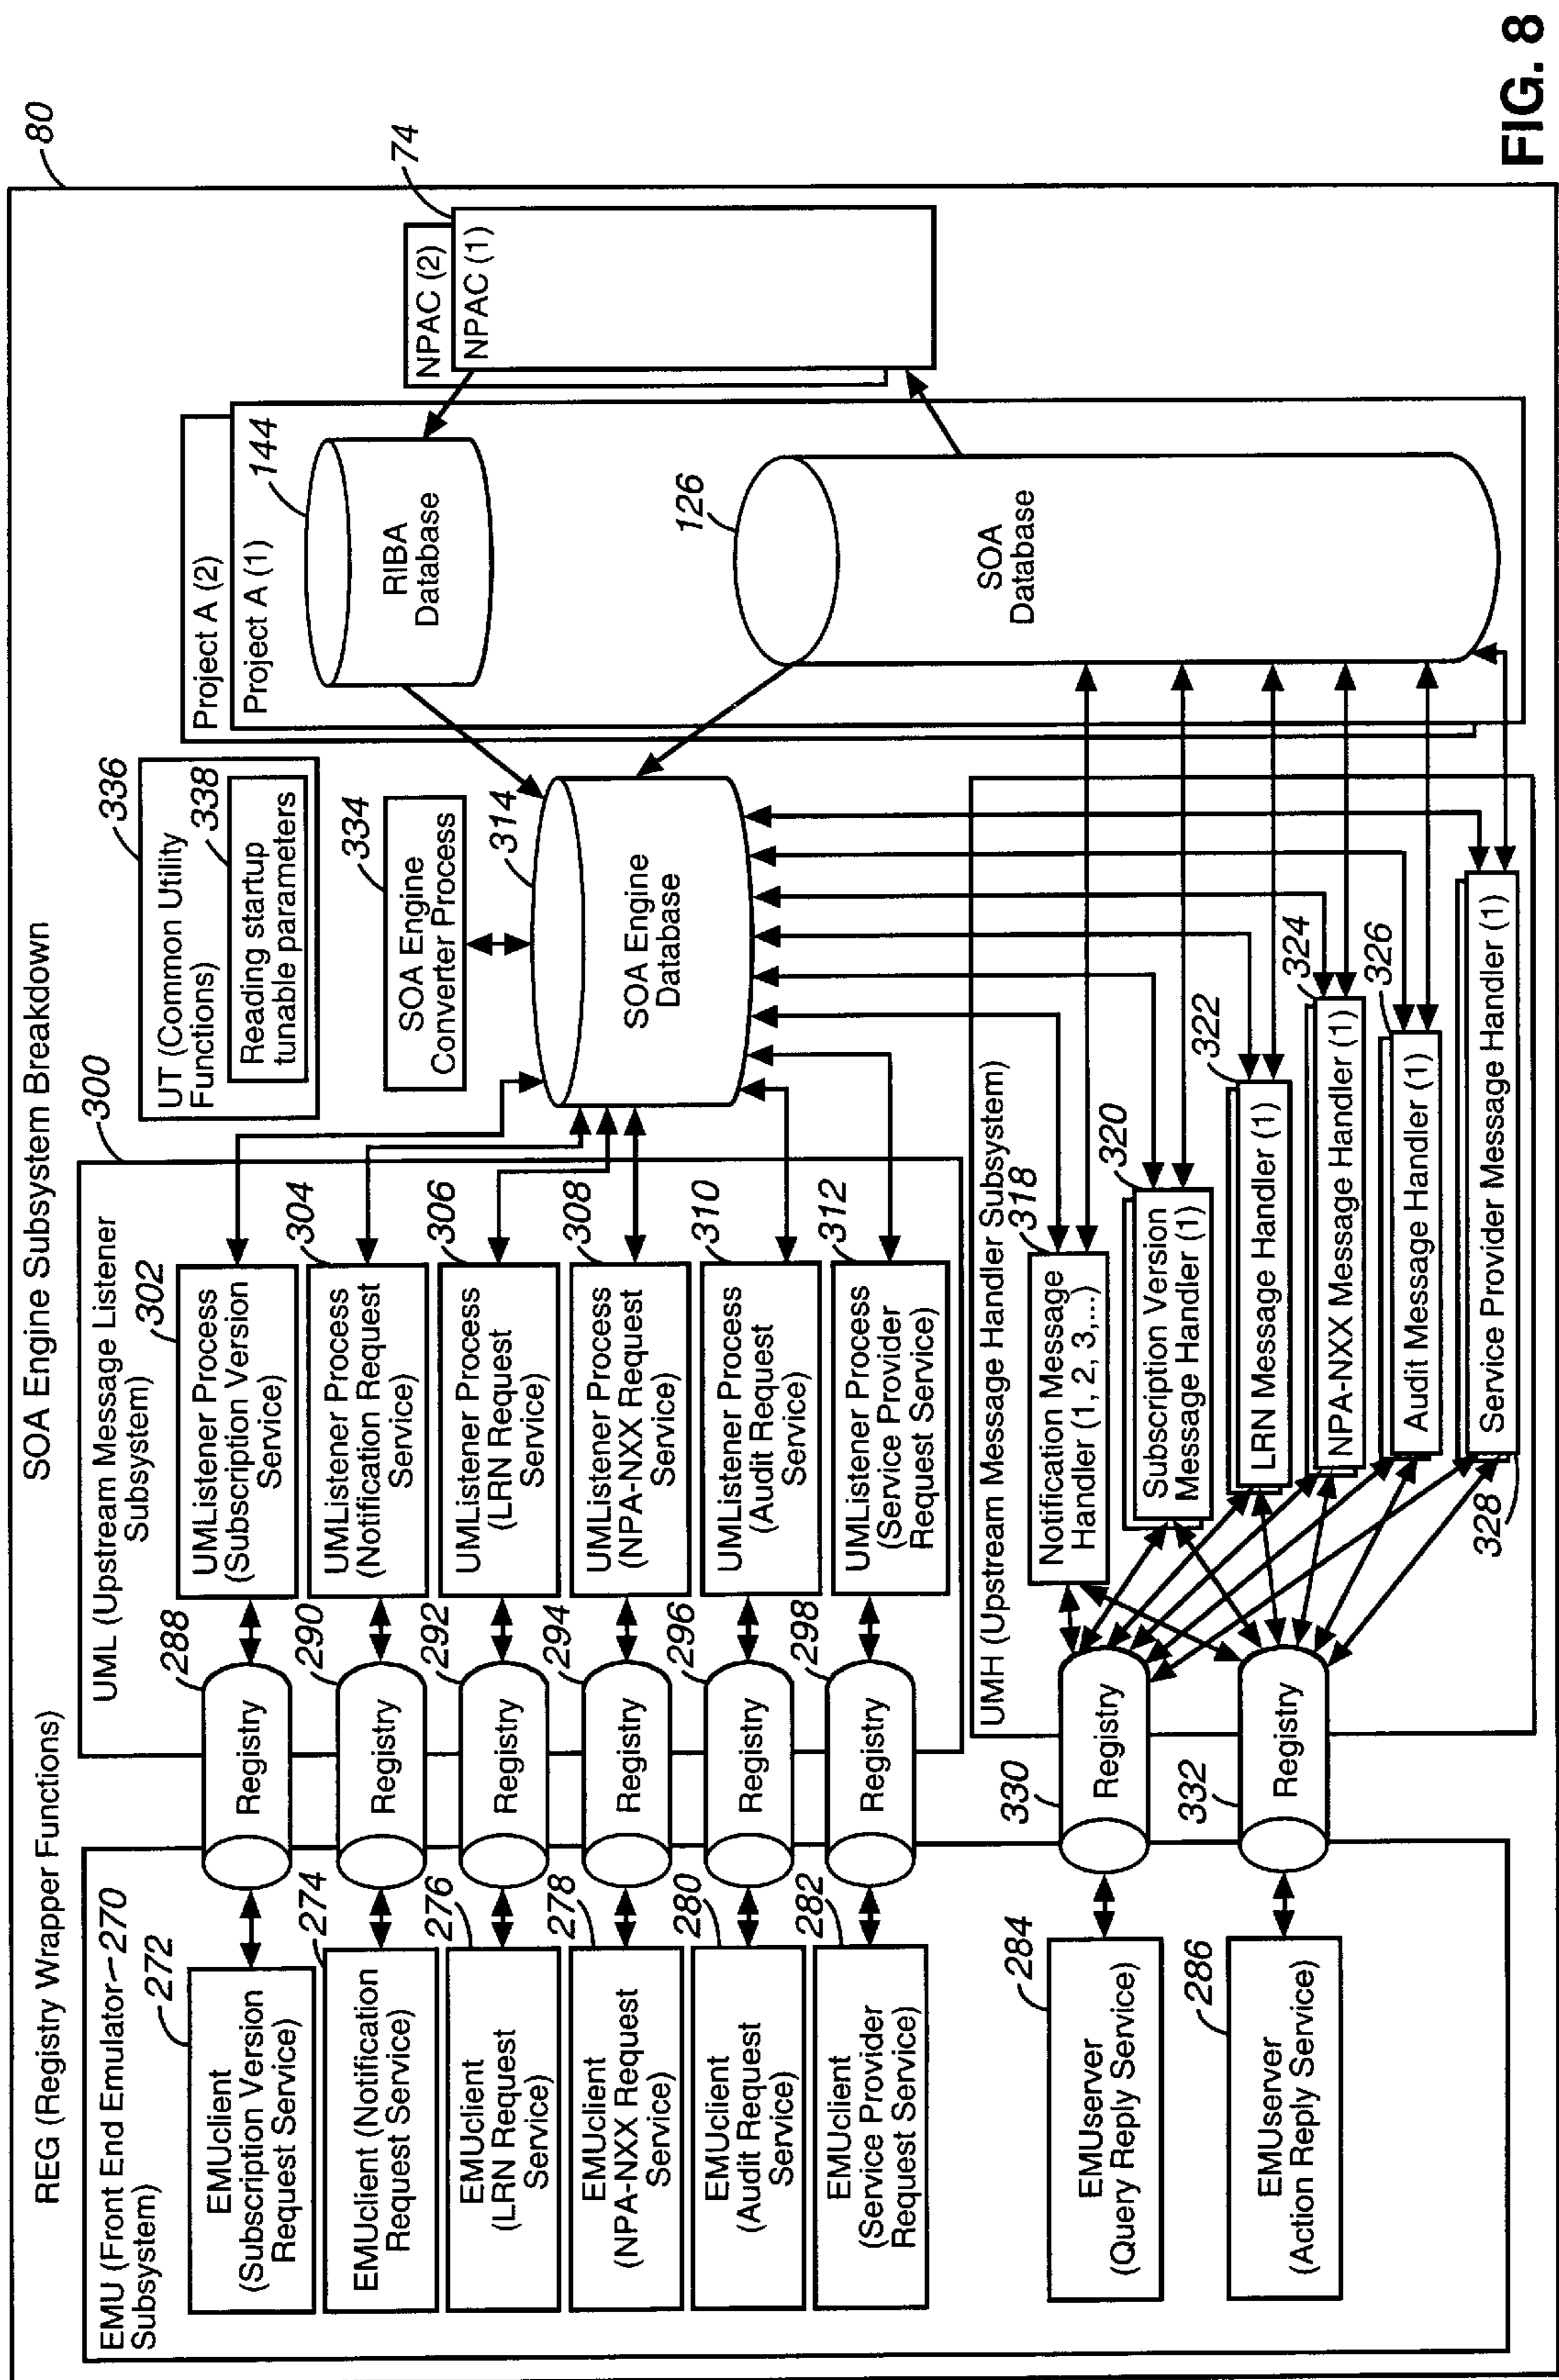 SOA Engine Subsystem Breakdown
80
REG (Registry Wrapper Functions)
EMU (Front End Emulator 270
Subsystem)
272
EMUclient
(Subscription Version
Request Service)
274
EMUclient (Notification
Request Service)
276
EMUclient
(LRN Request
Service)
278
EMUclient
(NPA-NXX Request
Service)
280
EMUclient
(Audit Request
Service)
282
EMUclient
(Service Provider
Request Service)
284
EMUserver
(Query Reply Service)
286
EMUserver
(Action Reply Service)
288
Registry
290
Registry
292
Registry
294
Registry
296
Registry
298
Registry
330
Registry
332
Registry
300
UML (Upstream Message Listener
Subsystem)
302
UMListener Process
(Subscription Version
Service)
304
UMListener Process
(Notification Request
Service)
306
UMListener Process
(LRN Request
Service)
308
UMListener Process
(NPA-NXX Request
Service)
310
UMListener Process
(Audit Request
Service)
312
UMListener Process
(Service Provider
Request Service)
UMH (Upstream Message Handler Subsystem)
318
Notification Message
Handler (1, 2, 3,...)
320
Subscription Version
Message Handler (1)
322
LRN Message Handler (1)
324
NPA-NXX Message Handler (1)
326
Audit Message Handler (1)
328
Service Provider Message Handler (1)
336
UT (Common Utility
Functions)
338
Reading startup
tunable parameters
334
SOA Engine
Converter Process
314
SOA Engine
Database
Project A (2)
Project A (1)
144
RIBA
Database
126
SOA
Database
74
NPAC (2)
NPAC (1)
FIG. 8